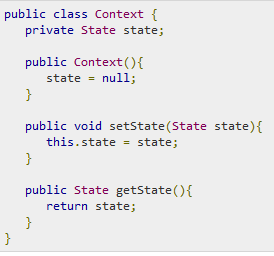 public class Context {
   private State state;

   public Context(){
      state = null;
   }

   public void setState(State state){
      this.state = state;
   }

   public State getState(){
      return state;
   }
}